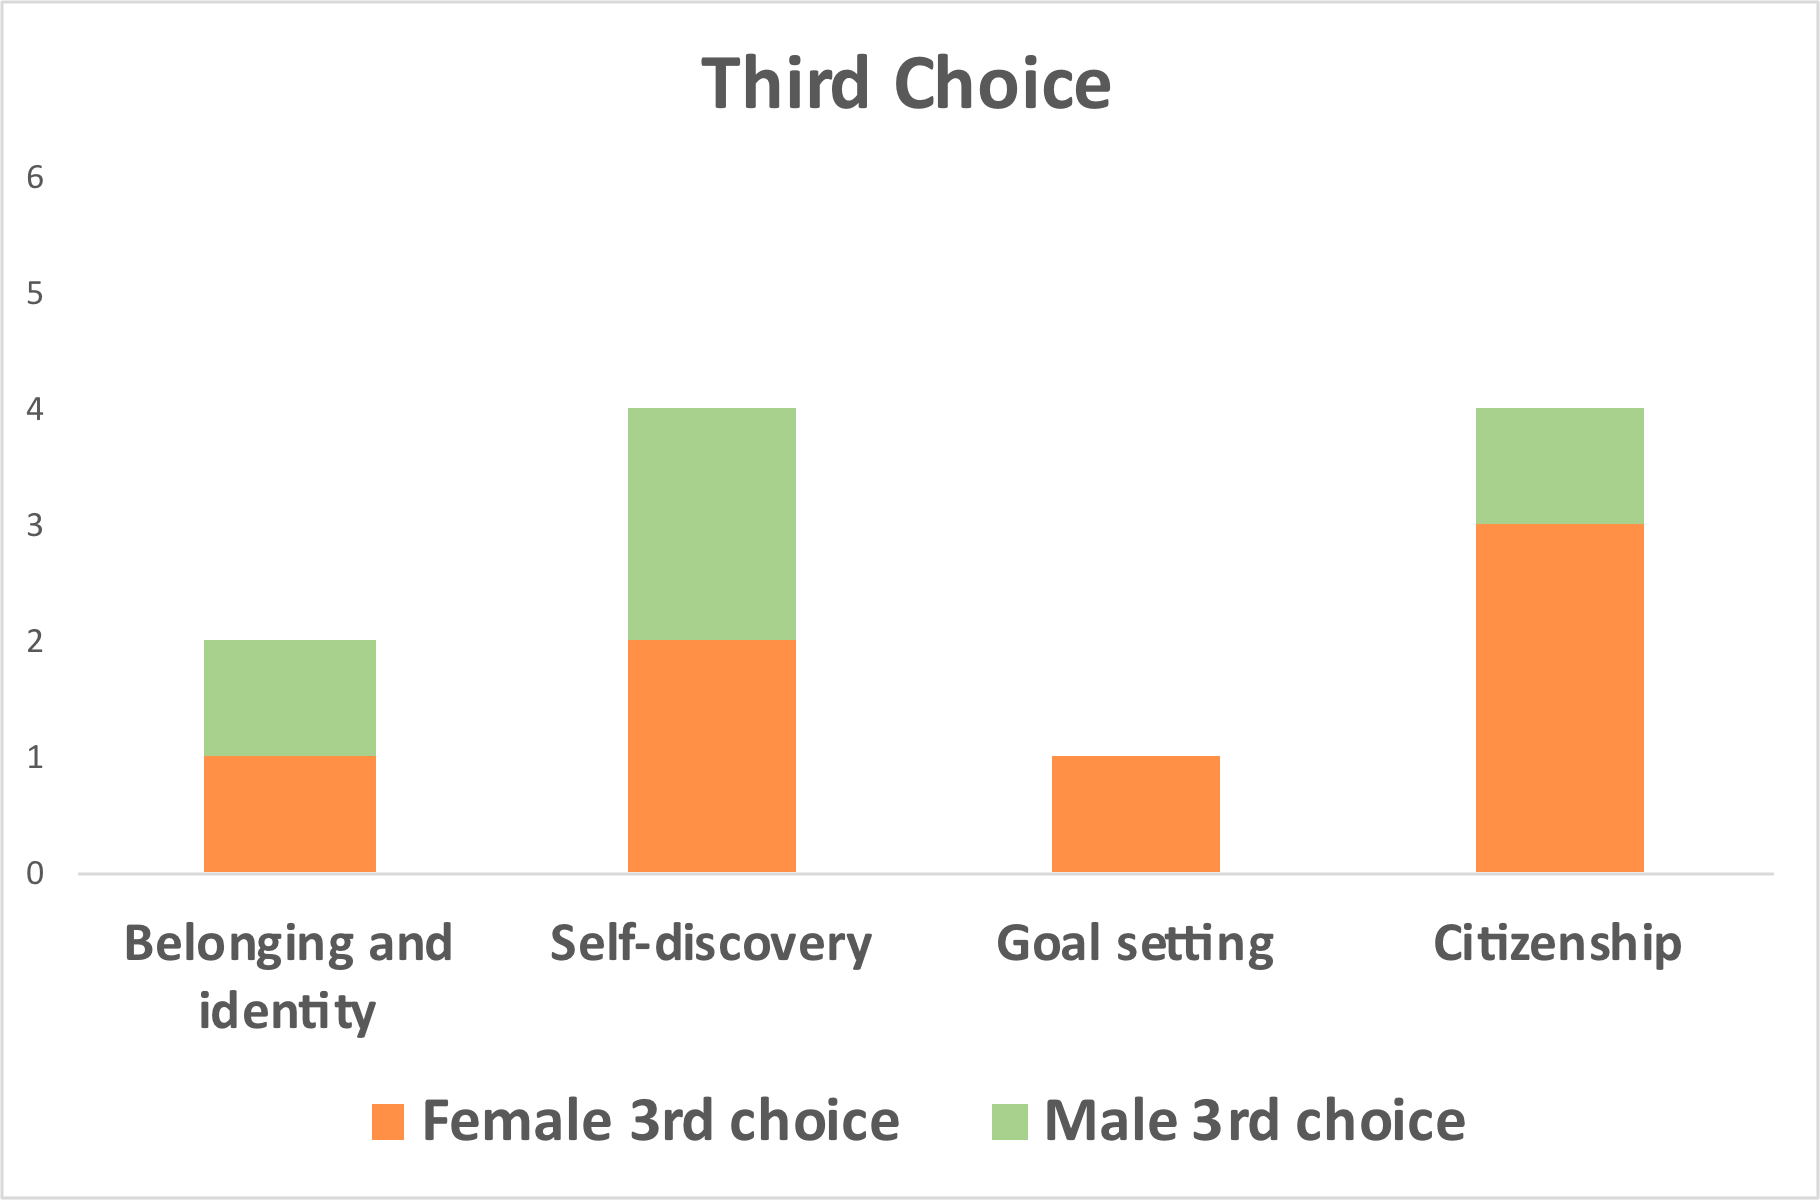 Third Choice
6
5
4
3
2
1
0
Belonging and
identity
Self-discovery
Goal setting
Citizenship
Female 3rd choice
Male 3rd choice